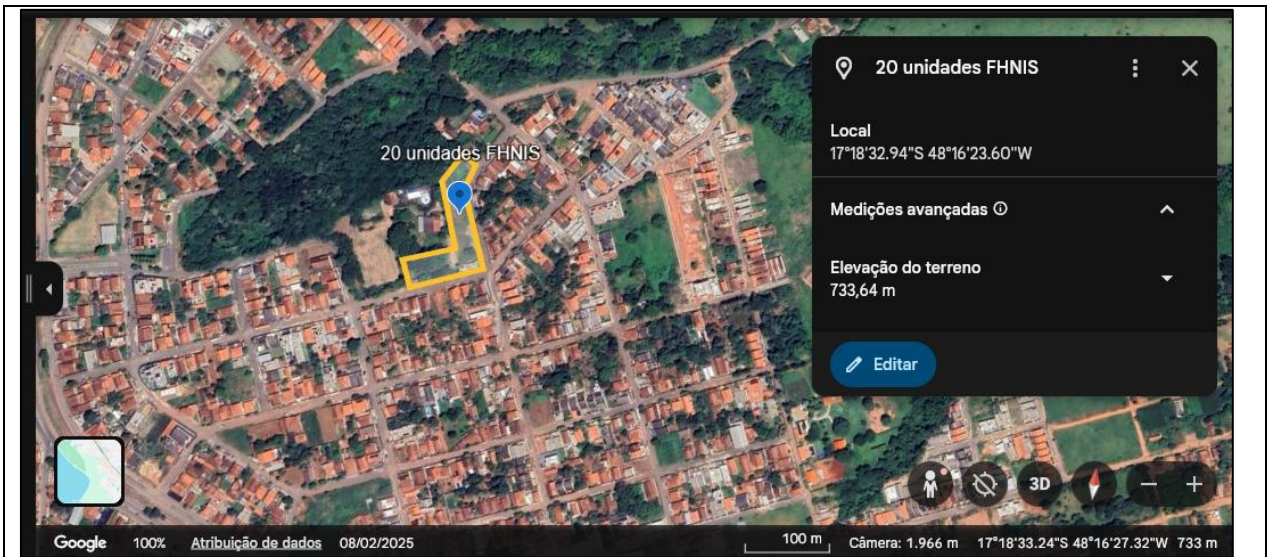 20 unidades FHNIS
20 unidades FHNIS
Local
17°18'32.94"S 48°16'23.60"W
Medições avançadas
Elevação do terreno
733,64 m
Editar
3D
Google 100% Atribuição de dados 08/02/2025 100 m Câmera: 1.966 m 17°18'33.24"S 48°16'27.32"W 733 m